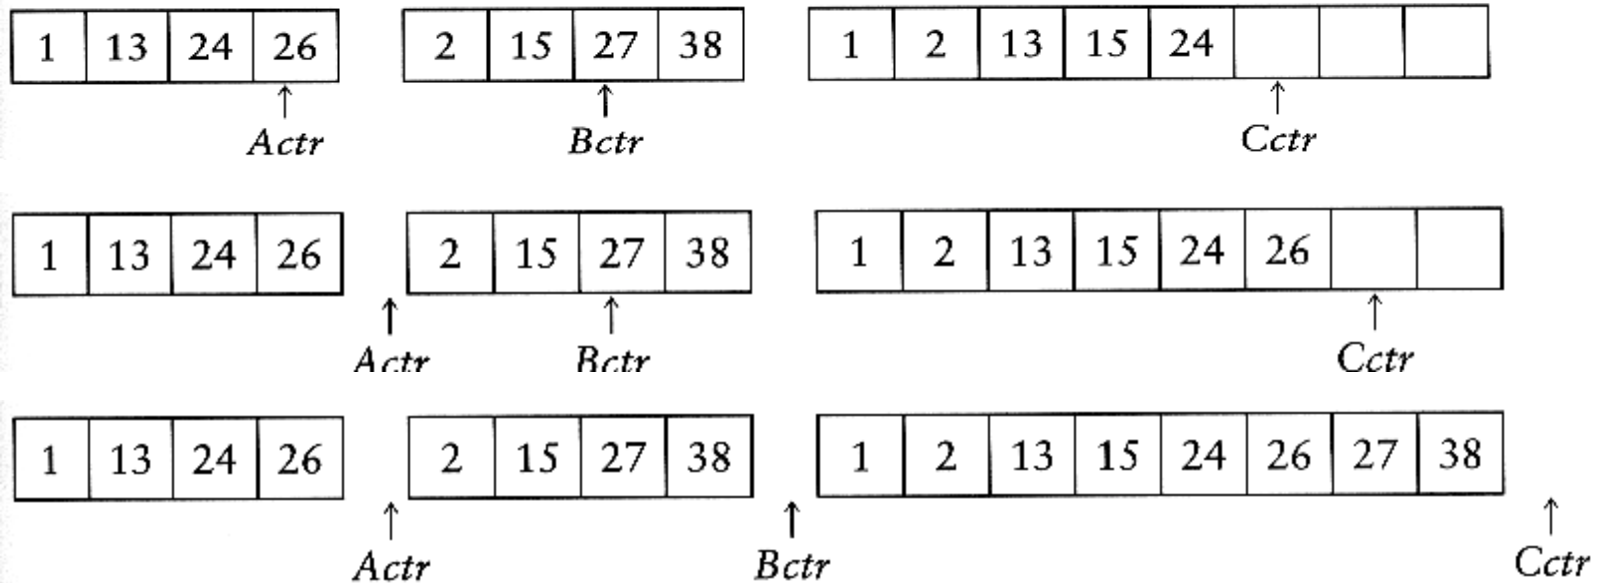 1 13 24 26 2 15 27 38 1 2 13 15 24
Actr Bctr Cctr
1 13 24 26 2 15 27 38 1 2 13 15 24 26
Actr Bctr Cctr
1 13 24 26 2 15 27 38 1 2 13 15 24 26 27 38
Actr Bctr Cctr